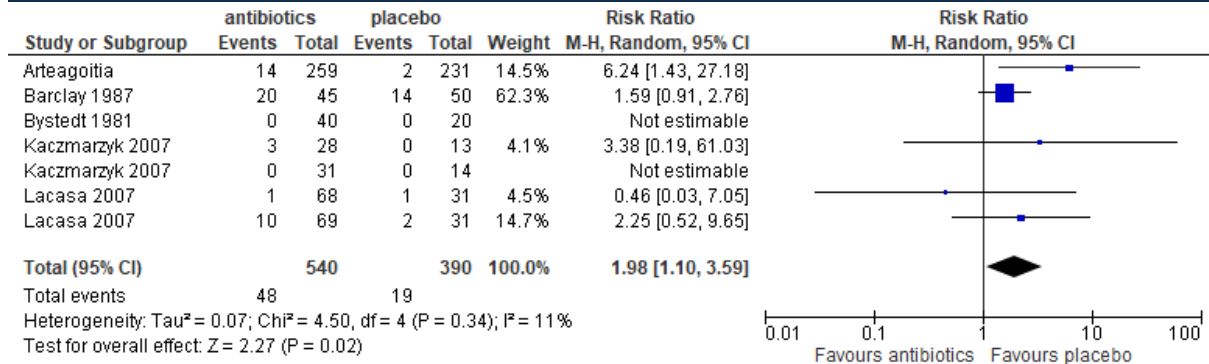 antibiotics placebo Risk Ratio Risk Ratio
Study or Subgroup Events Total Events Total Weight M-H, Random, 95% CI M-H, Random, 95% CI
Arteagoitia 14 259 2 231 14.5% 6.24 [1.43, 27.18]
Barclay 1987 20 45 14 50 62.3% 1.59 [0.91, 2.76]
Bystedt 1981 0 40 0 20 Not estimable
Kaczmarzyk 2007 3 28 0 13 4.1% 3.38 [0.19, 61.03]
Kaczmarzyk 2007 0 31 0 14 Not estimable
Lacasa 2007 1 68 1 31 4.5% 0.46 [0.03, 7.05]
Lacasa 2007 10 69 2 31 14.7% 2.25 [0.52, 9.65]
Total (95% CI) 540 390 100.0% 1.98 [1.10, 3.59]
Total events 48 19
Heterogeneity: Tau² = 0.07; Chi² = 4.50, df = 4 (P = 0.34); I² = 11%
Test for overall effect: Z = 2.27 (P = 0.02)
0.01 0.1 1 10 100
Favours antibiotics Favours placebo